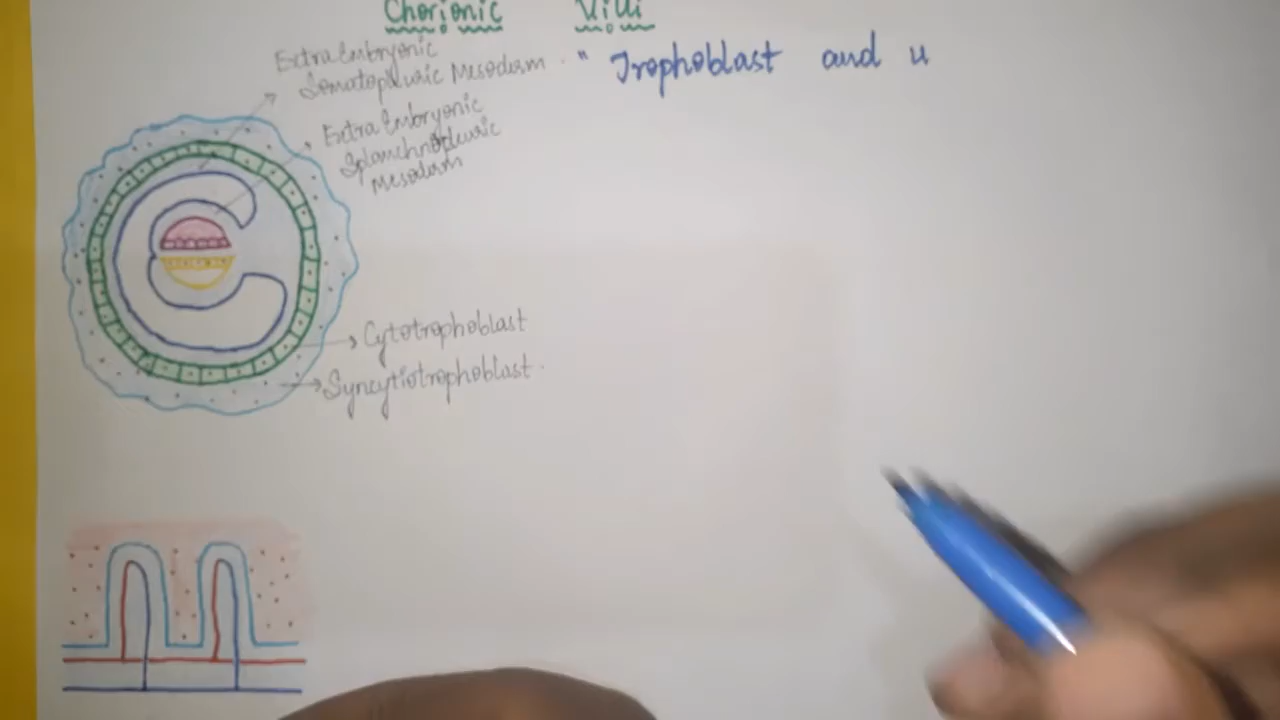 Chorionic Villi
Extra Embryonic
Somatopleuric Mesoderm
" Trophoblast and u
Extra Embryonic
Splanchnopleuric
Mesoderm
Cytotrophoblast
Syncytiotrophoblast